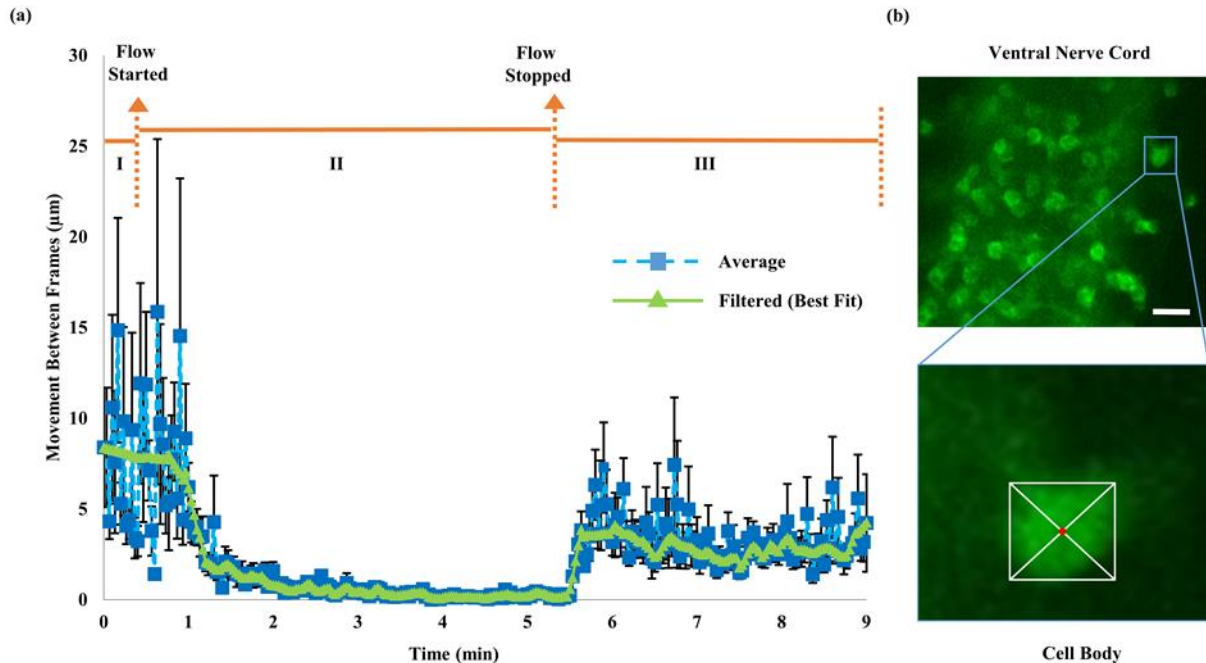 (a)
(b)
Flow
Started
Flow
Stopped
Ventral Nerve Cord
30
25
20
15
10
5
0
I
II
III
Average
Filtered (Best Fit)
Movement Between Frames (μm)
0 1 2 3 4 5 6 7 8 9
Time (min)
Cell Body